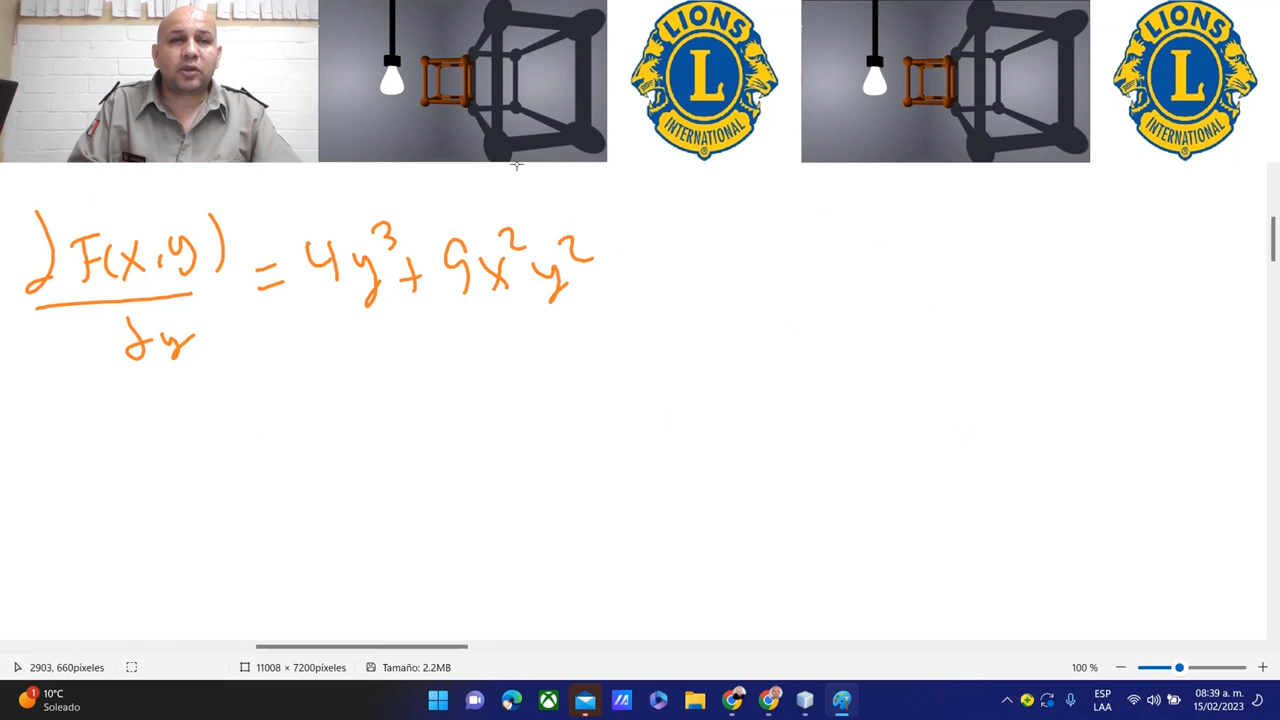 LIONS
L
INTERNATIONAL
®
LIONS
L
INTERNATIONAL
®
∂F(x,y) / ∂y = 4y³ + 9x²y²
2903, 660píxeles
11008 × 7200píxeles
Tamaño: 2.2MB
100 %
1
10°C
Soleado
ESP
LAA
08:39 a. m.
15/02/2023